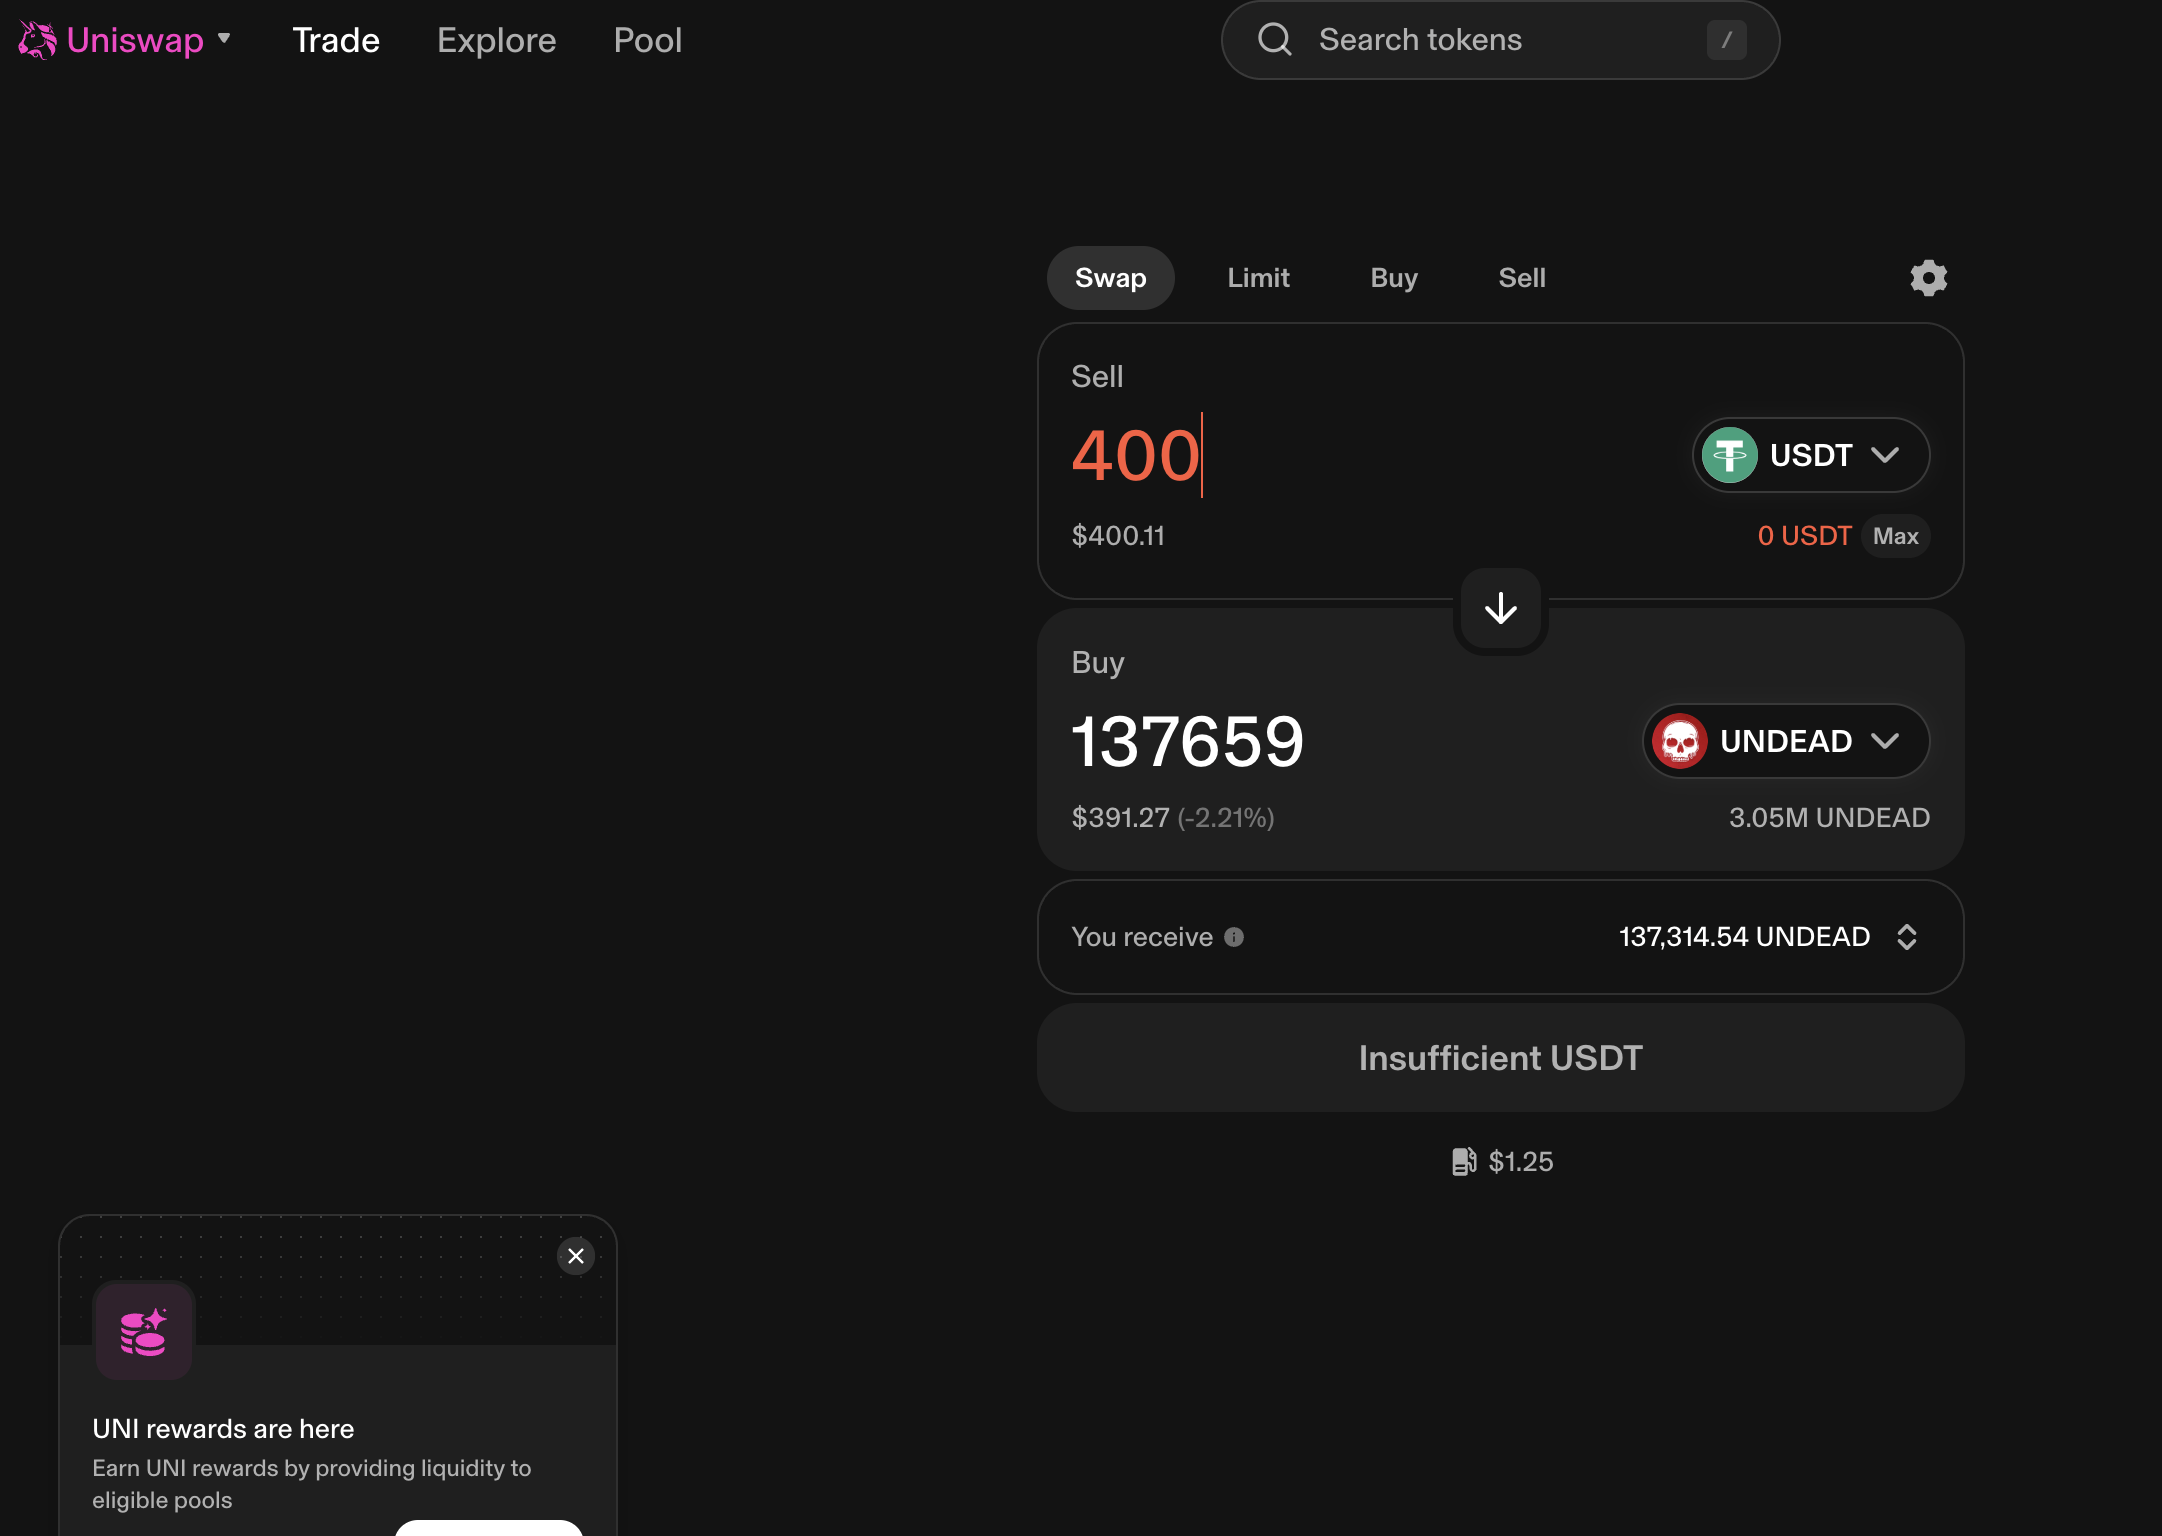 Uniswap
Trade
Explore
Pool
Search tokens
/
Swap
Limit
Buy
Sell
Sell
400
USDT
$400.11
0 USDT
Max
Buy
137659
UNDEAD
$391.27 (-2.21%)
3.05M UNDEAD
You receive
137,314.54 UNDEAD
Insufficient USDT
$1.25
UNI rewards are here
Earn UNI rewards by providing liquidity to
eligible pools